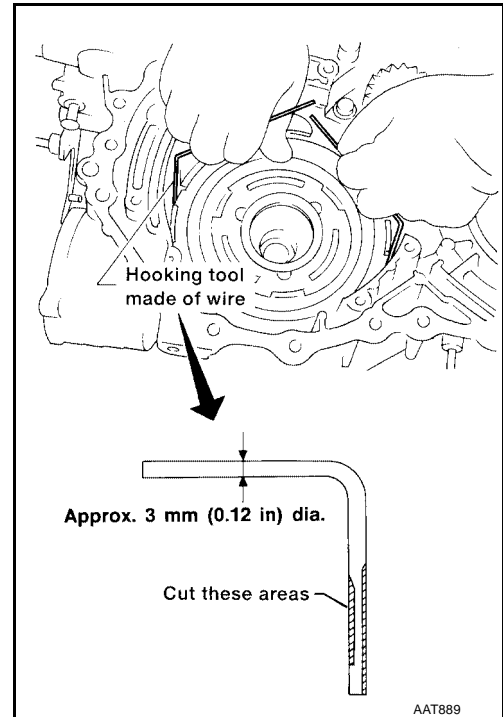 Hooking tool
made of wire
Approx. 3 mm (0.12 in) dia.
Cut these areas
AAT889